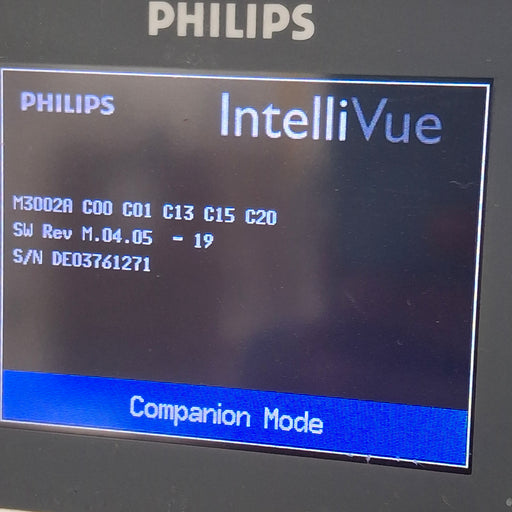 PHILIPS
PHILIPS IntelliVue
M3002A C00 C01 C13 C15 C20
SW Rev M.04.05 - 19
S/N DE03761271
Companion Mode